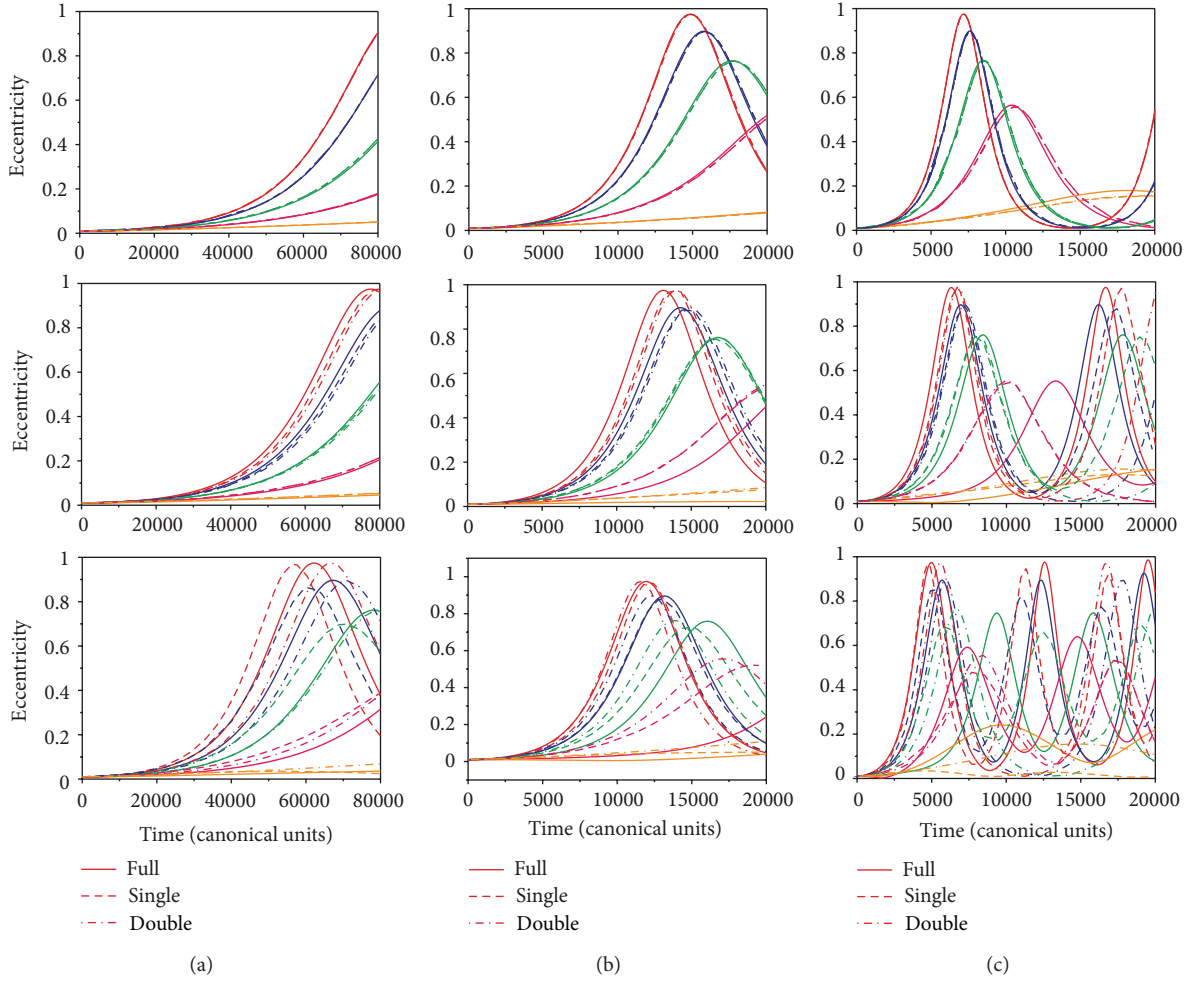 1 1 1
0.8 0.8 0.8
Eccentricity
0.6 0.6 0.6
0.4 0.4 0.4
0.2 0.2 0.2
0 0 0
0 20000 40000 60000 80000 0 5000 10000 15000 20000 0 5000 10000 15000 20000
1 1 1
0.8 0.8 0.8
Eccentricity
0.6 0.6 0.6
0.4 0.4 0.4
0.2 0.2 0.2
0 0 0
0 20000 40000 60000 80000 0 5000 10000 15000 20000 0 5000 10000 15000 20000
1 1 1
0.8 0.8 0.8
Eccentricity
0.6 0.6 0.6
0.4 0.4 0.4
0.2 0.2 0.2
0 0 0
0 20000 40000 60000 80000 0 5000 10000 15000 20000 0 5000 10000 15000 20000
Time (canonical units) Time (canonical units) Time (canonical units)
Full Full Full
Single Single Single
Double Double Double
(a) (b) (c)